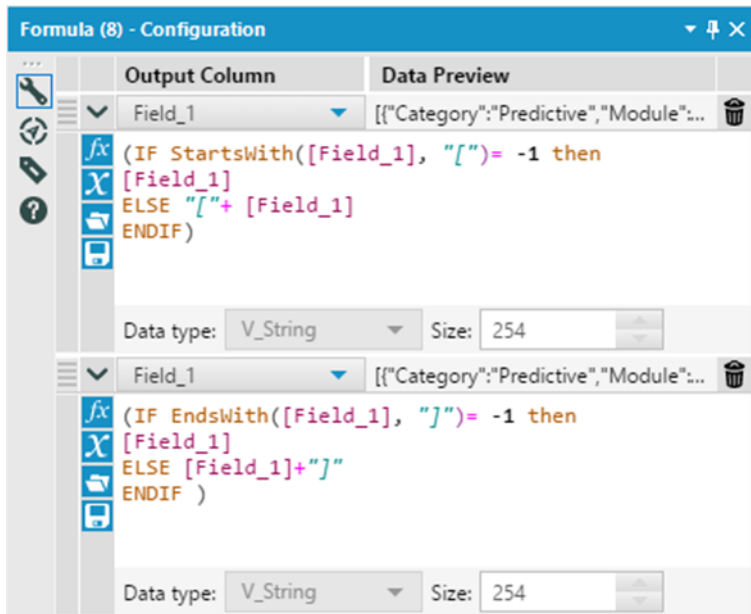 Formula (8) - Configuration
Output Column Data Preview
Field_1 [{"Category":"Predictive","Module":...
(IF StartsWith([Field_1], "[")= -1 then
[Field_1]
ELSE "["+ [Field_1]
ENDIF)
Data type: V_String Size: 254
Field_1 [{"Category":"Predictive","Module":...
(IF EndsWith([Field_1], "]")= -1 then
[Field_1]
ELSE [Field_1]+"]"
ENDIF )
Data type: V_String Size: 254